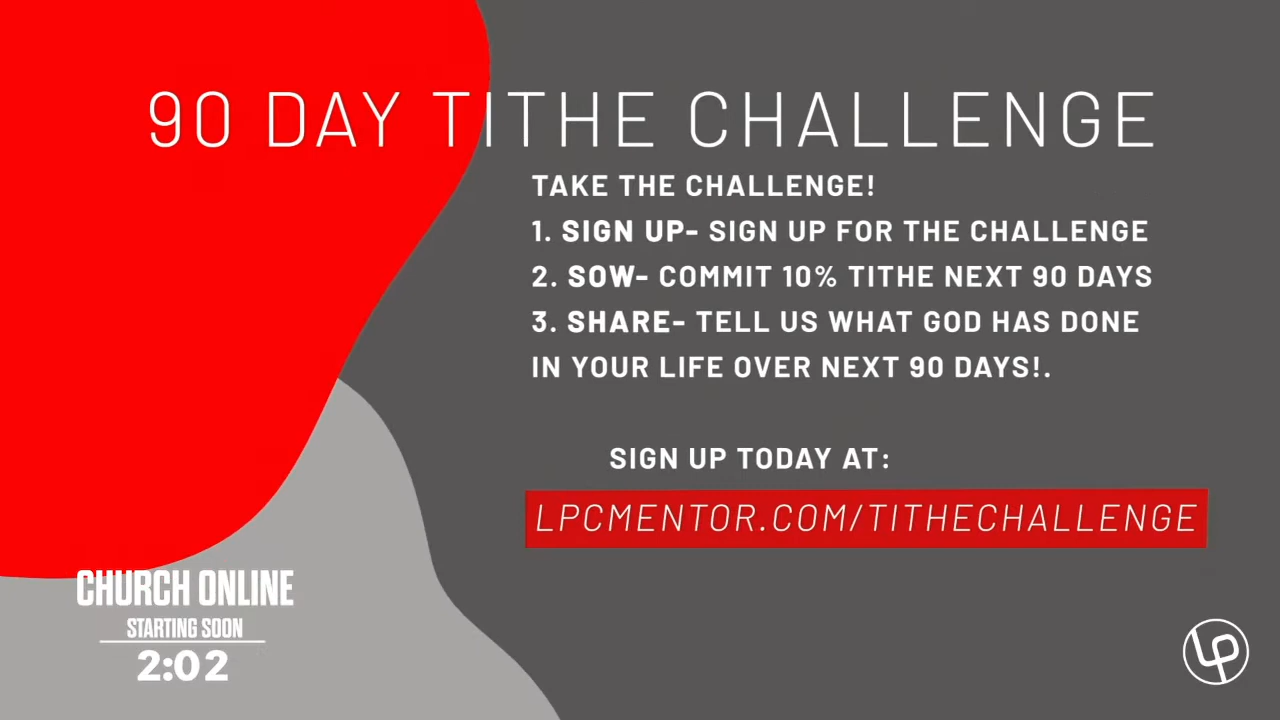 90 DAY TITHE CHALLENGE
TAKE THE CHALLENGE!
1. SIGN UP- SIGN UP FOR THE CHALLENGE
2. SOW- COMMIT 10% TITHE NEXT 90 DAYS
3. SHARE- TELL US WHAT GOD HAS DONE
IN YOUR LIFE OVER NEXT 90 DAYS!.
SIGN UP TODAY AT:
LPCMENTOR.COM/TITHECHALLENGE
CHURCH ONLINE
STARTING SOON
2:02
LP